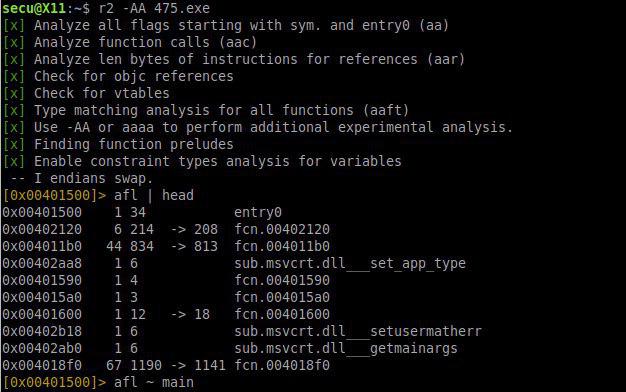 secu@X11:~$ r2 -AA 475.exe
[x] Analyze all flags starting with sym. and entry0 (aa)
[x] Analyze function calls (aac)
[x] Analyze len bytes of instructions for references (aar)
[x] Check for objc references
[x] Check for vtables
[x] Type matching analysis for all functions (aaft)
[x] Use -AA or aaaa to perform additional experimental analysis.
[x] Finding function preludes
[x] Enable constraint types analysis for variables
 -- I endians swap.
[0x00401500]> afl | head
0x00401500    1 34           entry0
0x00402120    6 214  -> 208  fcn.00402120
0x004011b0   44 834  -> 813  fcn.004011b0
0x00402aa8    1 6            sub.msvcrt.dll___set_app_type
0x00401590    1 4            fcn.00401590
0x004015a0    1 3            fcn.004015a0
0x00401600    1 12   -> 18   fcn.00401600
0x00402b18    1 6            sub.msvcrt.dll___setusermatherr
0x00402ab0    1 6            sub.msvcrt.dll___getmainargs
0x004018f0   67 1190 -> 1141 fcn.004018f0
[0x00401500]> afl ~ main